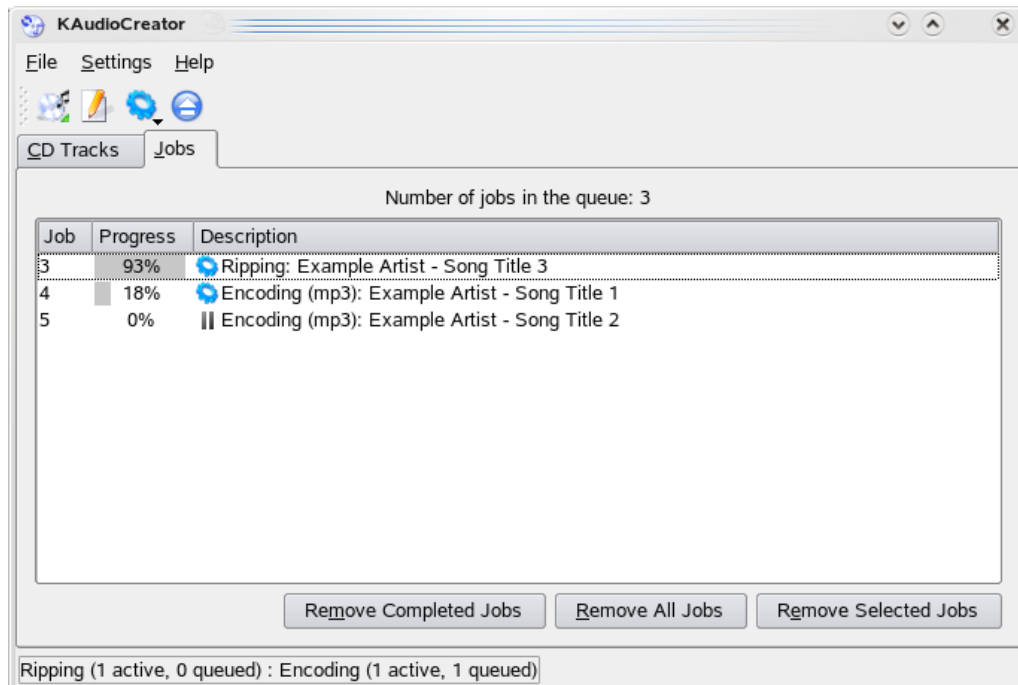 KAudioCreator
File Settings Help
CD Tracks Jobs
Number of jobs in the queue: 3
Job Progress Description
3 93% Ripping: Example Artist - Song Title 3
4 18% Encoding (mp3): Example Artist - Song Title 1
5 0% Encoding (mp3): Example Artist - Song Title 2
Remove Completed Jobs Remove All Jobs Remove Selected Jobs
Ripping (1 active, 0 queued) : Encoding (1 active, 1 queued)